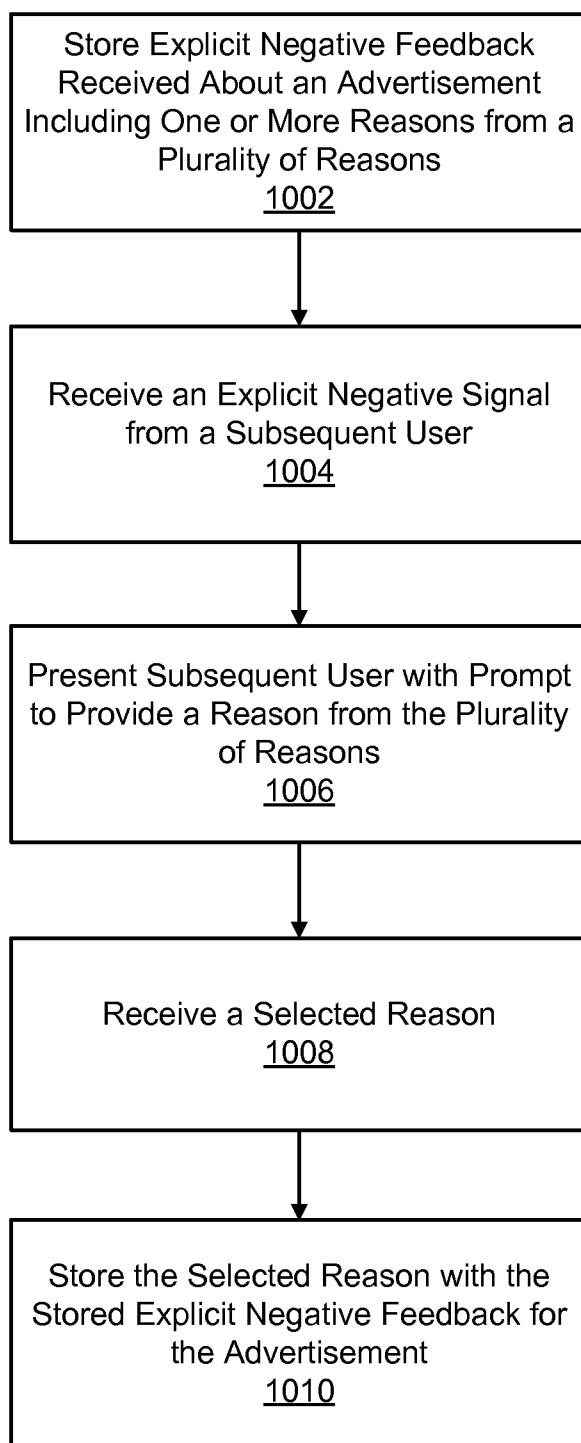 Store Explicit Negative Feedback
Received About an Advertisement
Including One or More Reasons from a
Plurality of Reasons
1002
Receive an Explicit Negative Signal
from a Subsequent User
1004
Present Subsequent User with Prompt
to Provide a Reason from the Plurality
of Reasons
1006
Receive a Selected Reason
1008
Store the Selected Reason with the
Stored Explicit Negative Feedback for
the Advertisement
1010